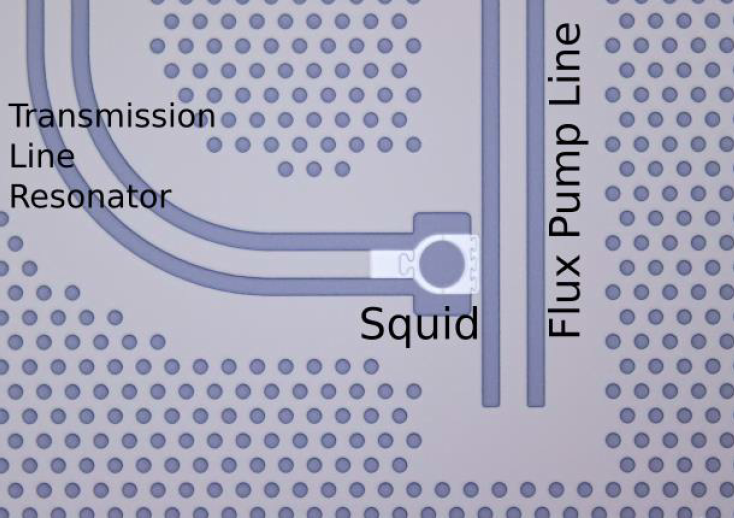 Transmission
Line
Resonator
Squid
Flux Pump Line